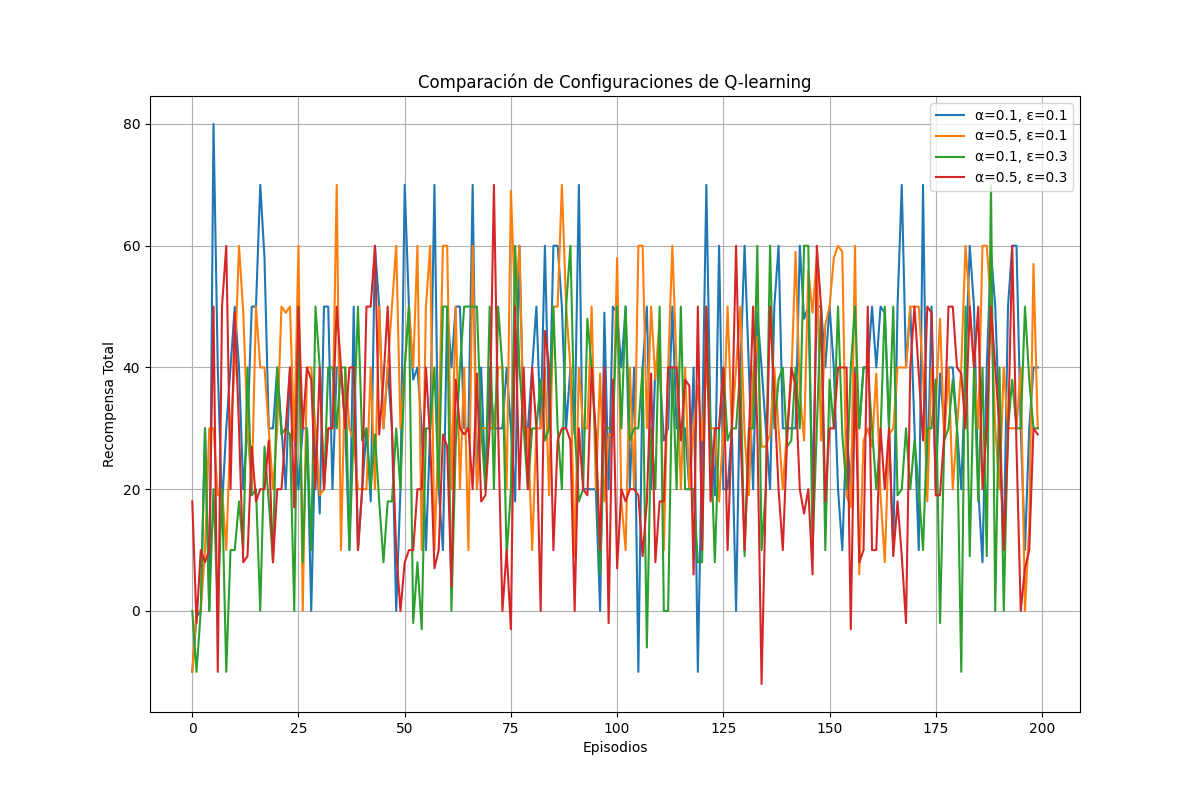 Comparación de Configuraciones de Q-learning
α=0.1, ε=0.1
α=0.5, ε=0.1
α=0.1, ε=0.3
α=0.5, ε=0.3
Recompensa Total
80
60
40
20
0
0 25 50 75 100 125 150 175 200
Episodios